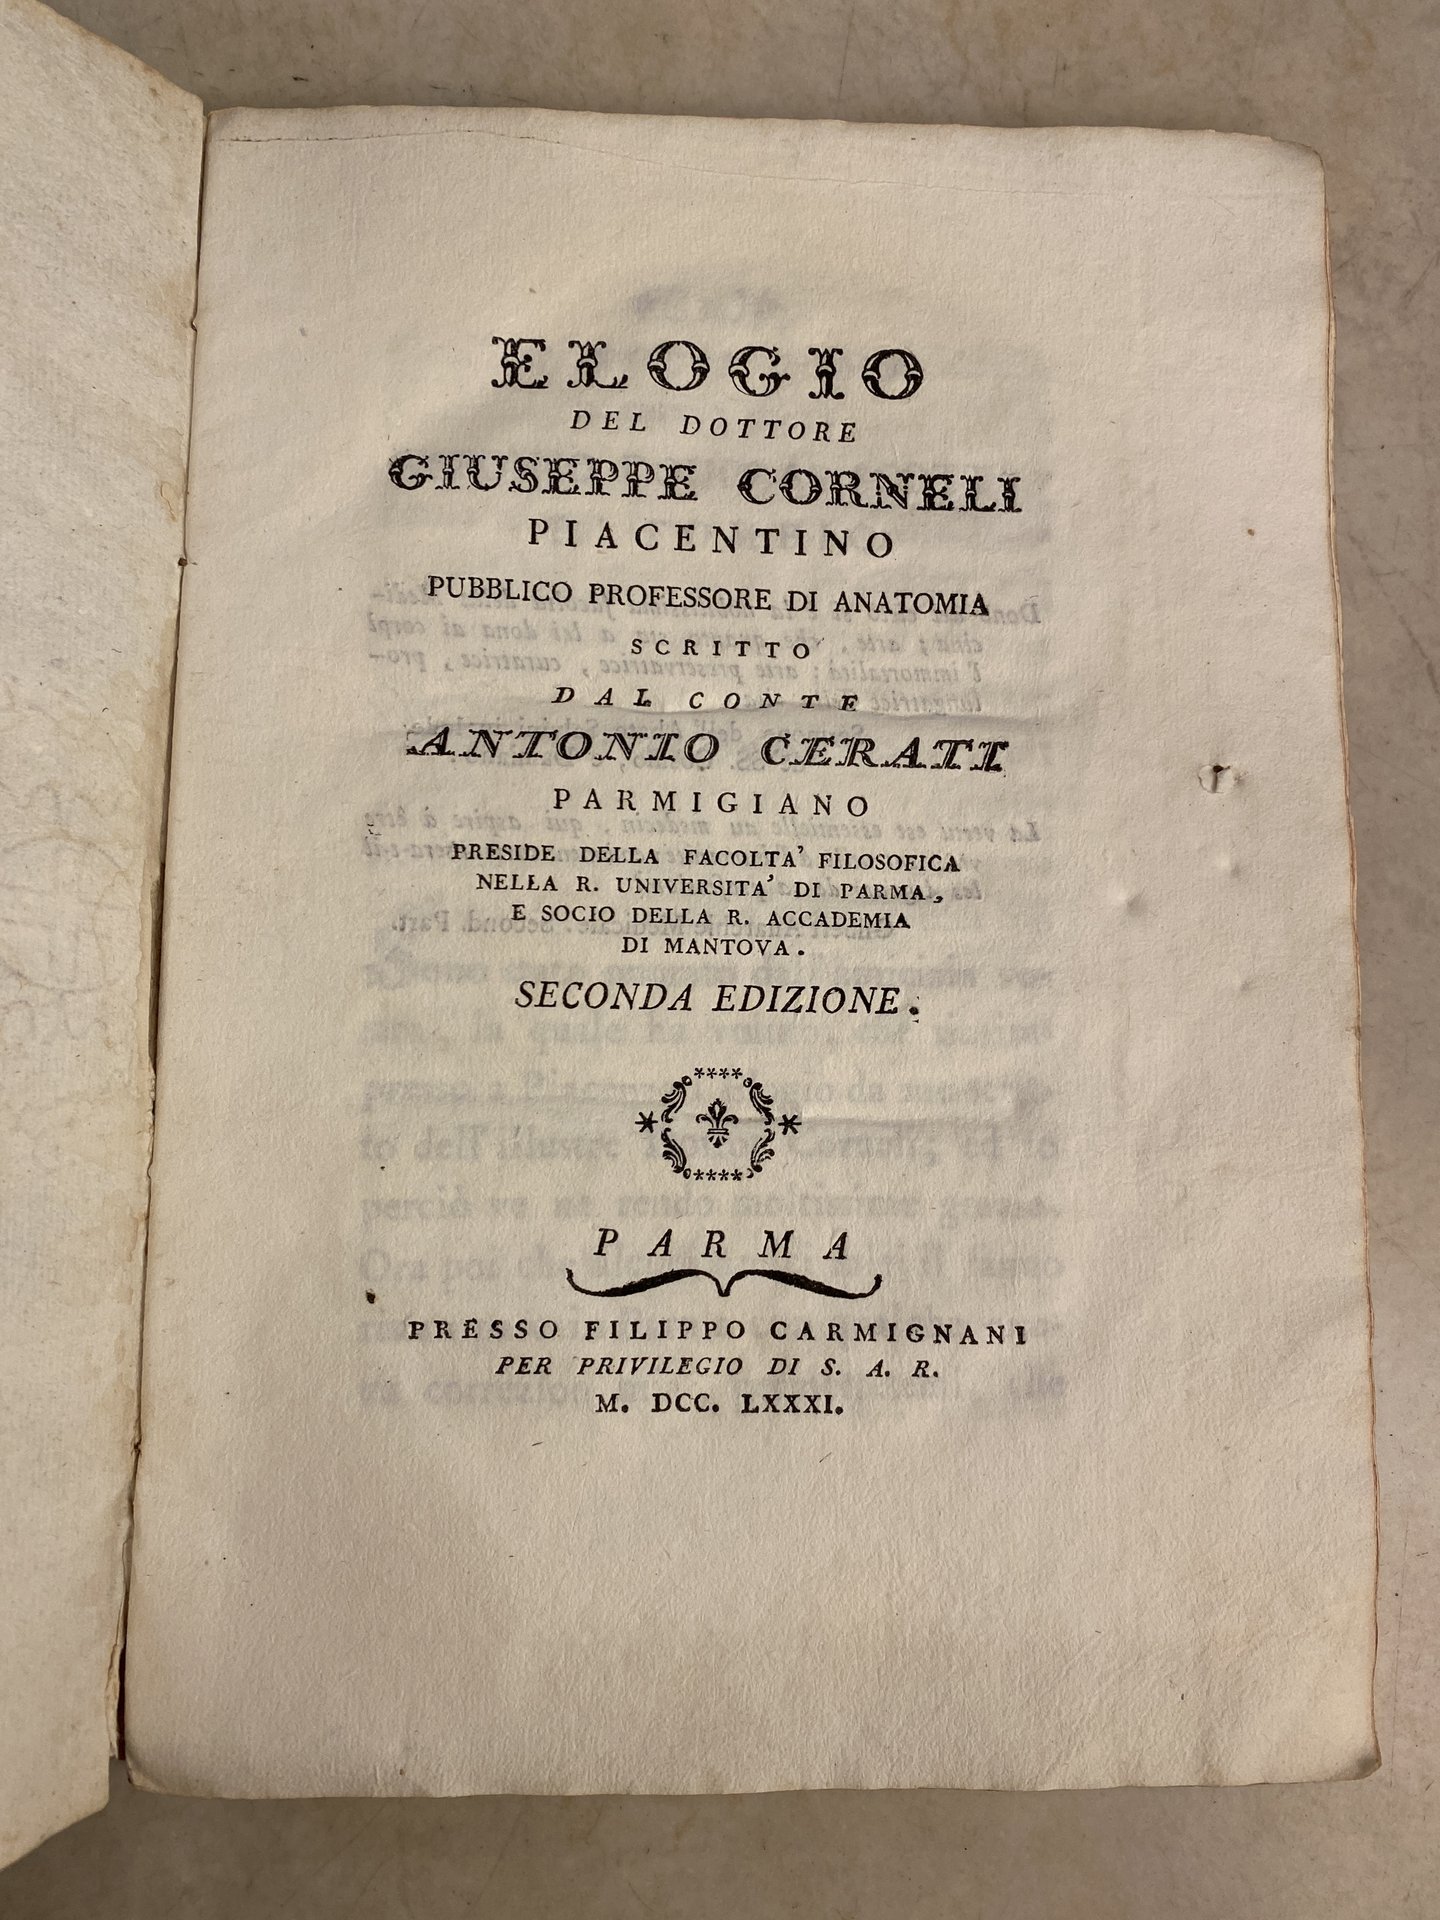 ELOGIO
DEL DOTTORE
GIUSEPPE CORNELI
PIACENTINO
PUBBLICO PROFESSORE DI ANATOMIA
SCRITTO
DAL CONTE
ANTONIO CERATI
PARMIGIANO
PRESIDE DELLA FACOLTA' FILOSOFICA
NELLA R. UNIVERSITA' DI PARMA,
E SOCIO DELLA R. ACCADEMIA
DI MANTOVA.
SECONDA EDIZIONE.
PARMA
PRESSO FILIPPO CARMIGNANI
PER PRIVILEGIO DI S. A. R.
M. DCC. LXXXI.